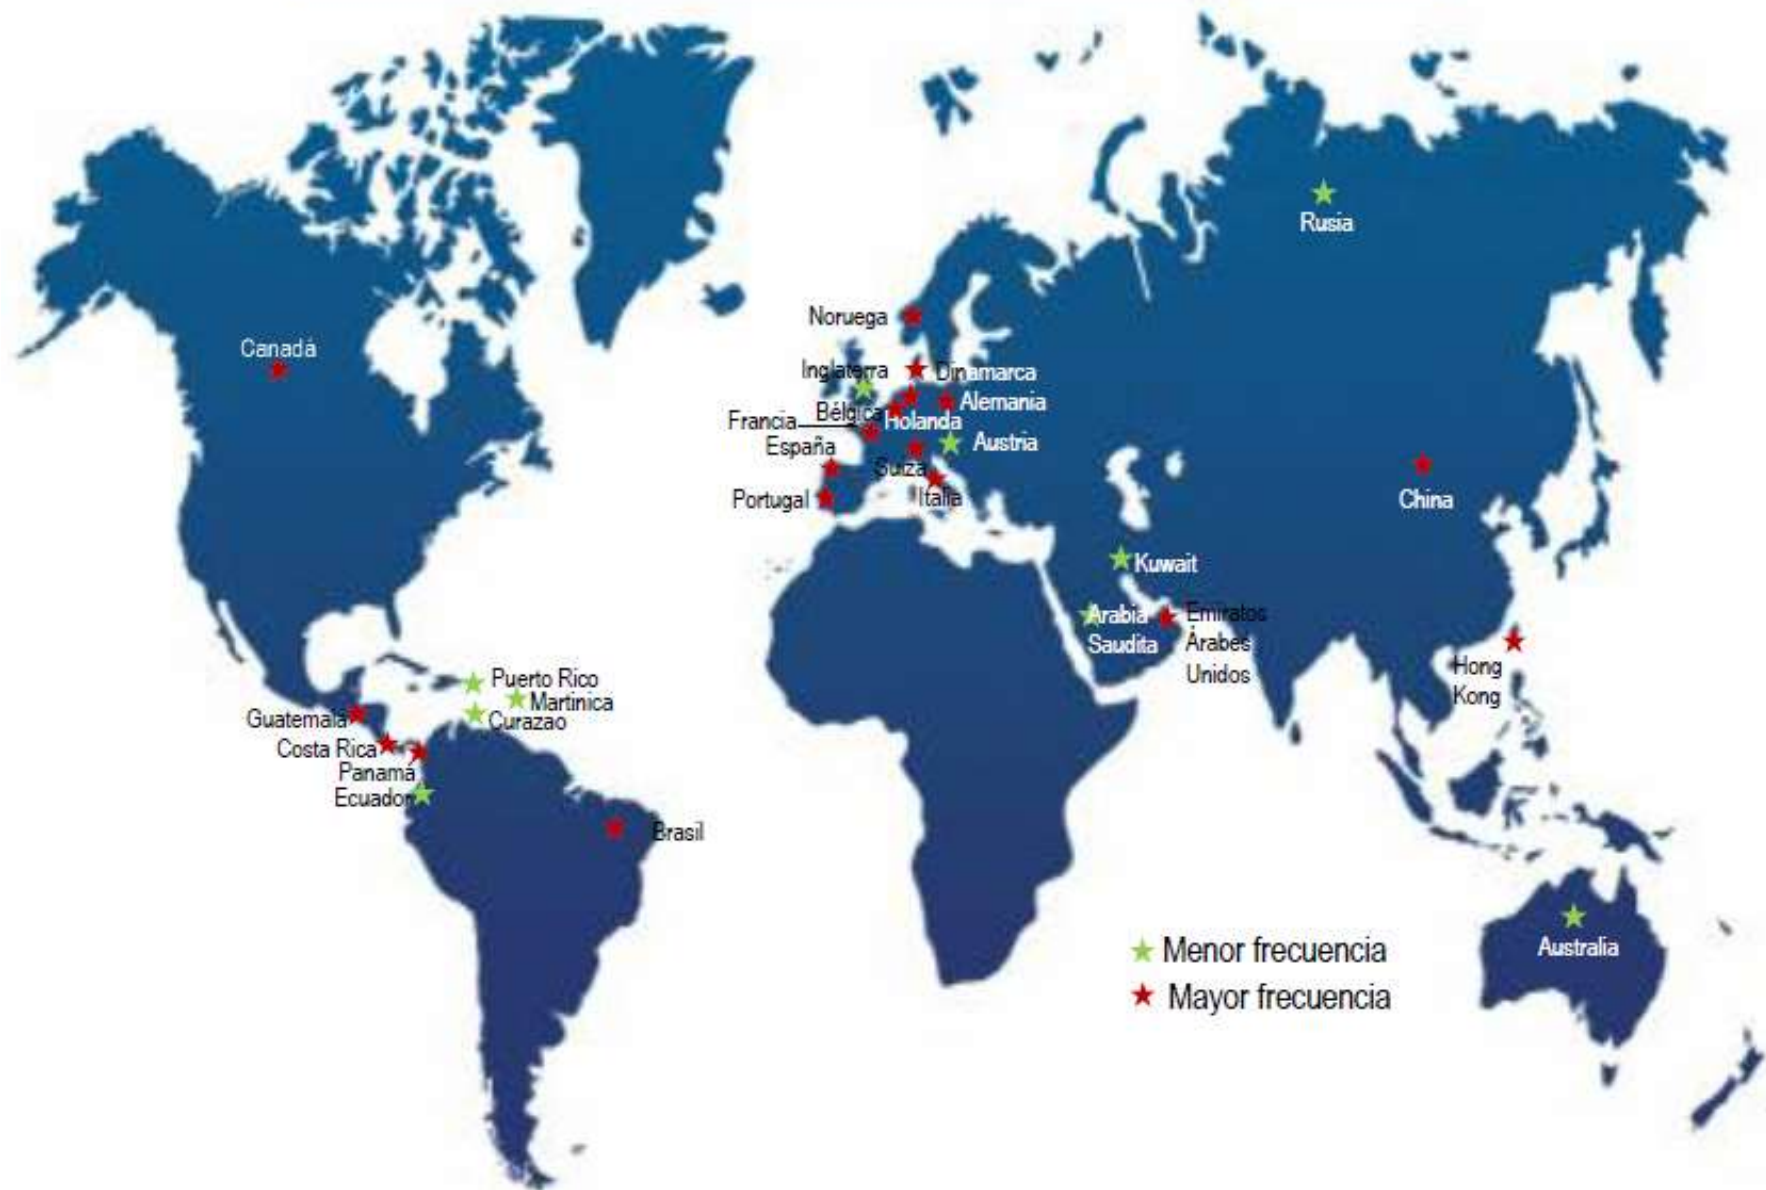 Rusia
Noruega
Canadá
Inglaterra
Dinamarca
Bélgica
Alemania
Francia
Holanda
España
Austria
Suiza
Portugal
Italia
China
Kuwait
Arabia
Saudita
Emiratos
Árabes
Unidos
Hong
Kong
Puerto Rico
Martinica
Guatemala
Curazao
Costa Rica
Panamá
Ecuador
Brasil
Menor frecuencia
Mayor frecuencia
Australia